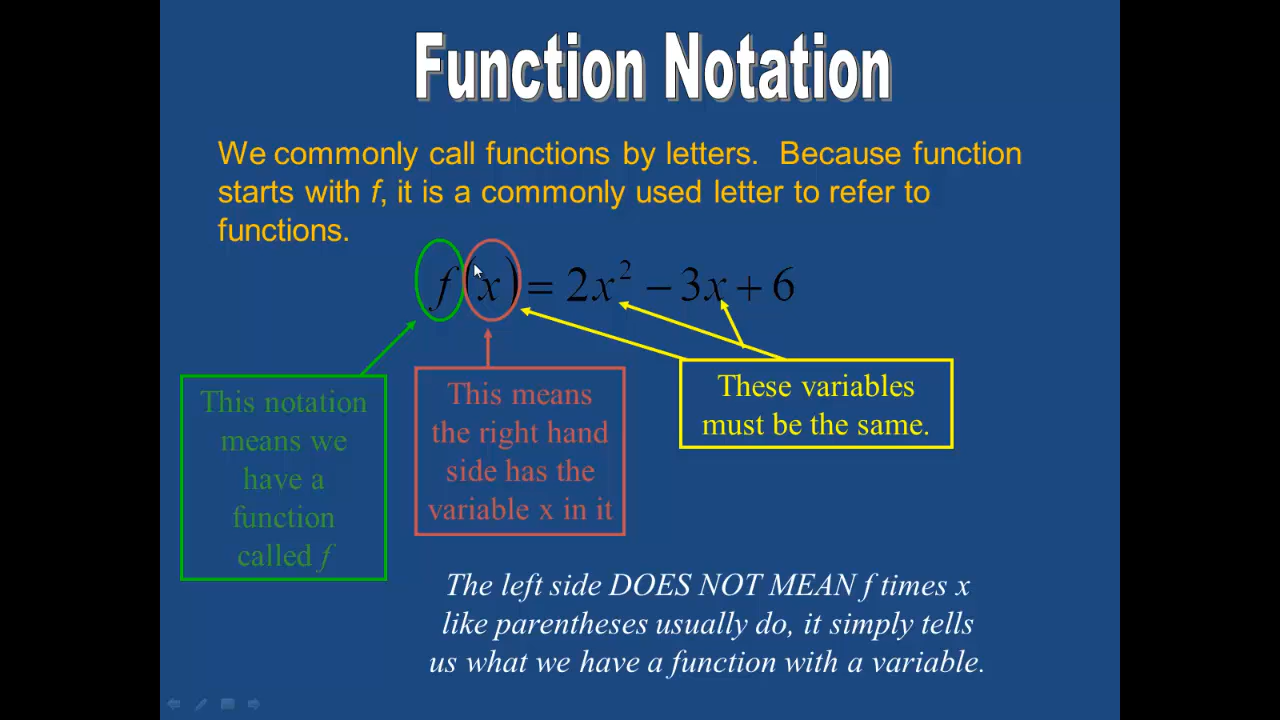 Function Notation
We commonly call functions by letters. Because function
starts with f, it is a commonly used letter to refer to
functions.
f(x) = 2x² − 3x + 6
This notation
means we
have a
function
called f
This means
the right hand
side has the
variable x in it
These variables
must be the same.
The left side DOES NOT MEAN f times x
like parentheses usually do, it simply tells
us what we have a function with a variable.